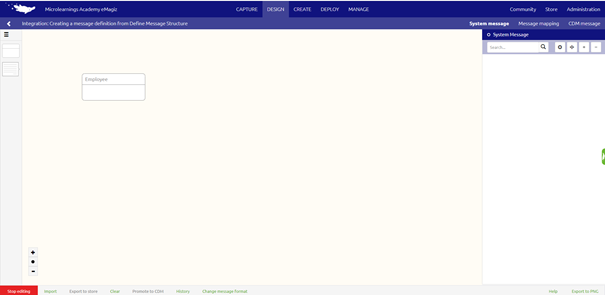 Microlearnings Academy eMagiz
CAPTURE
DESIGN
CREATE
DEPLOY
MANAGE
Community
Store
Administration
Integration: Creating a message definition from Define Message Structure
System message
Message mapping
CDM message
System Message
Search...
Employee
Stop editing
Import
Export to store
Clear
Promote to CDM
History
Change message format
Help
Export to PNG